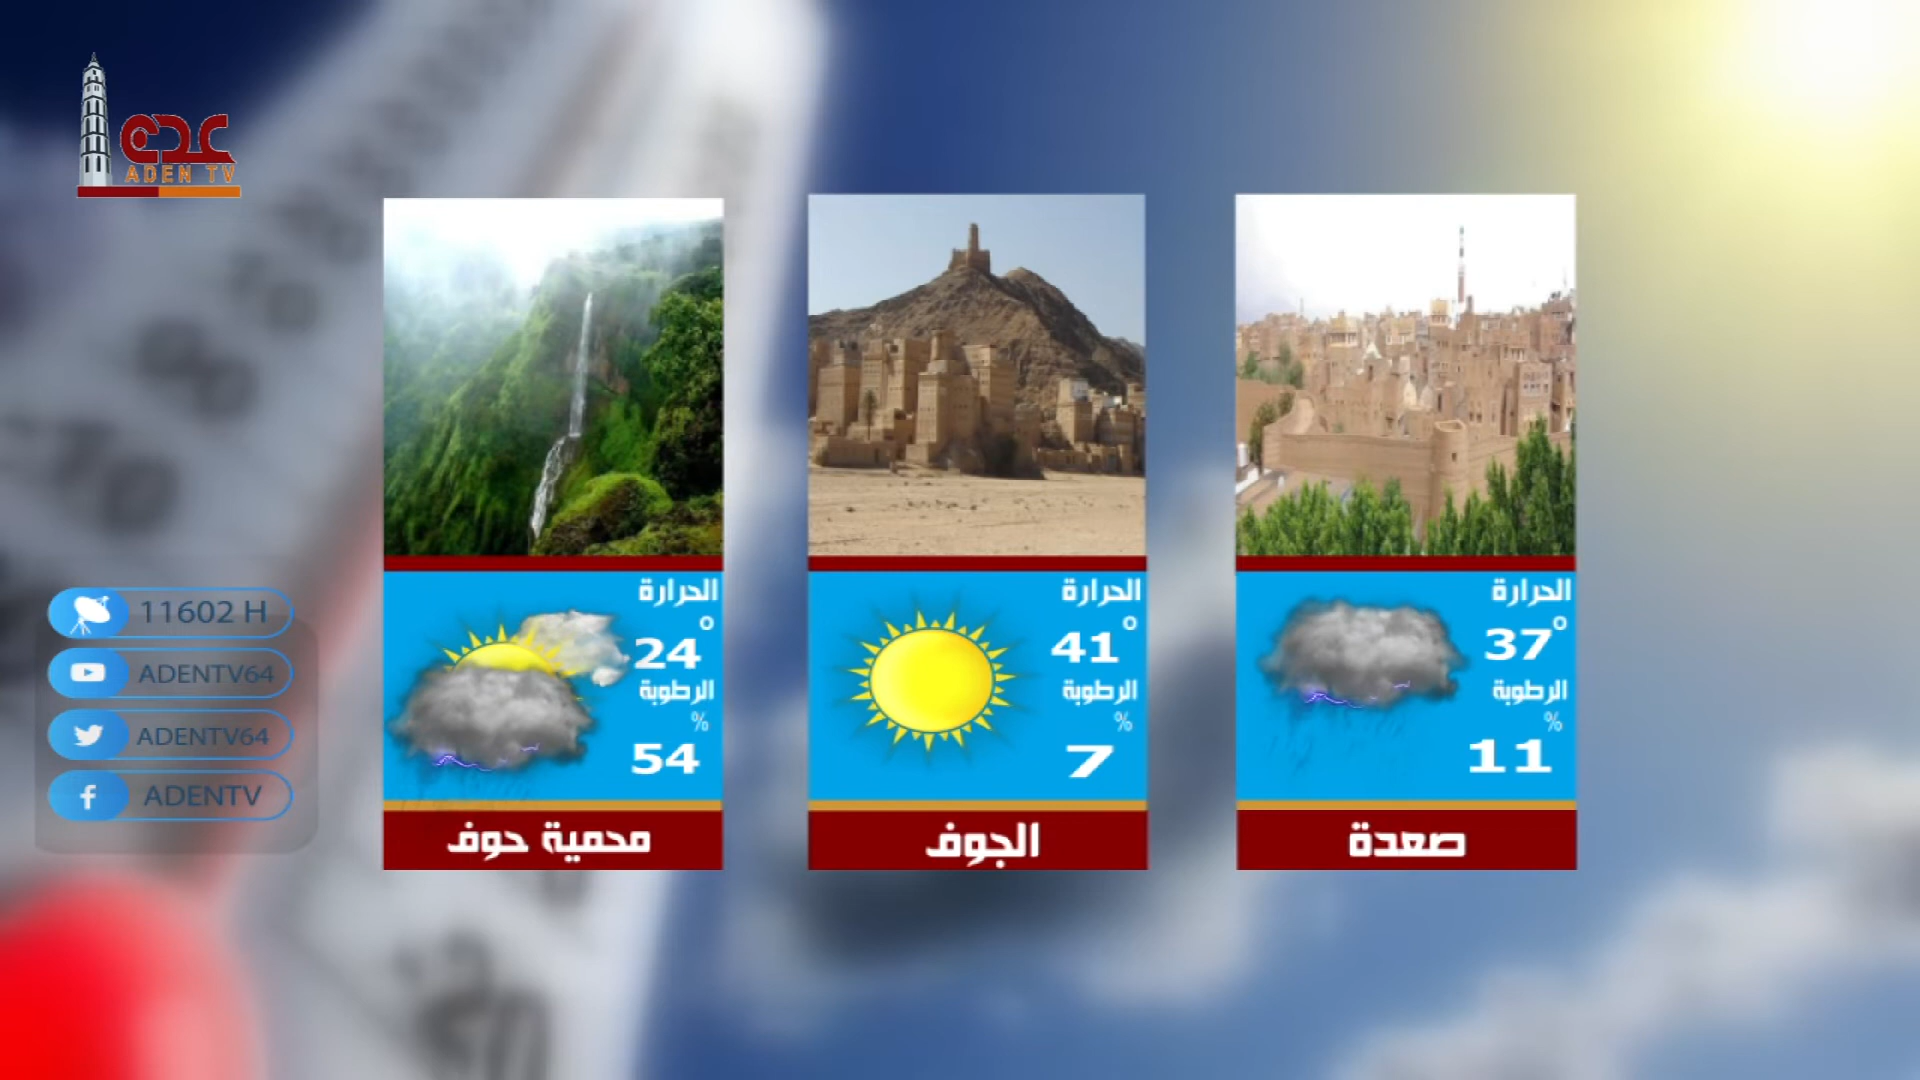 عدن
ADEN TV
11602 H
ADENTV64
ADENTV64
ADENTV
الحرارة
37°
الرطوبة
%
11
صعدة
الحرارة
41°
الرطوبة
%
7
الجوف
الحرارة
24°
الرطوبة
%
54
محمية حوف